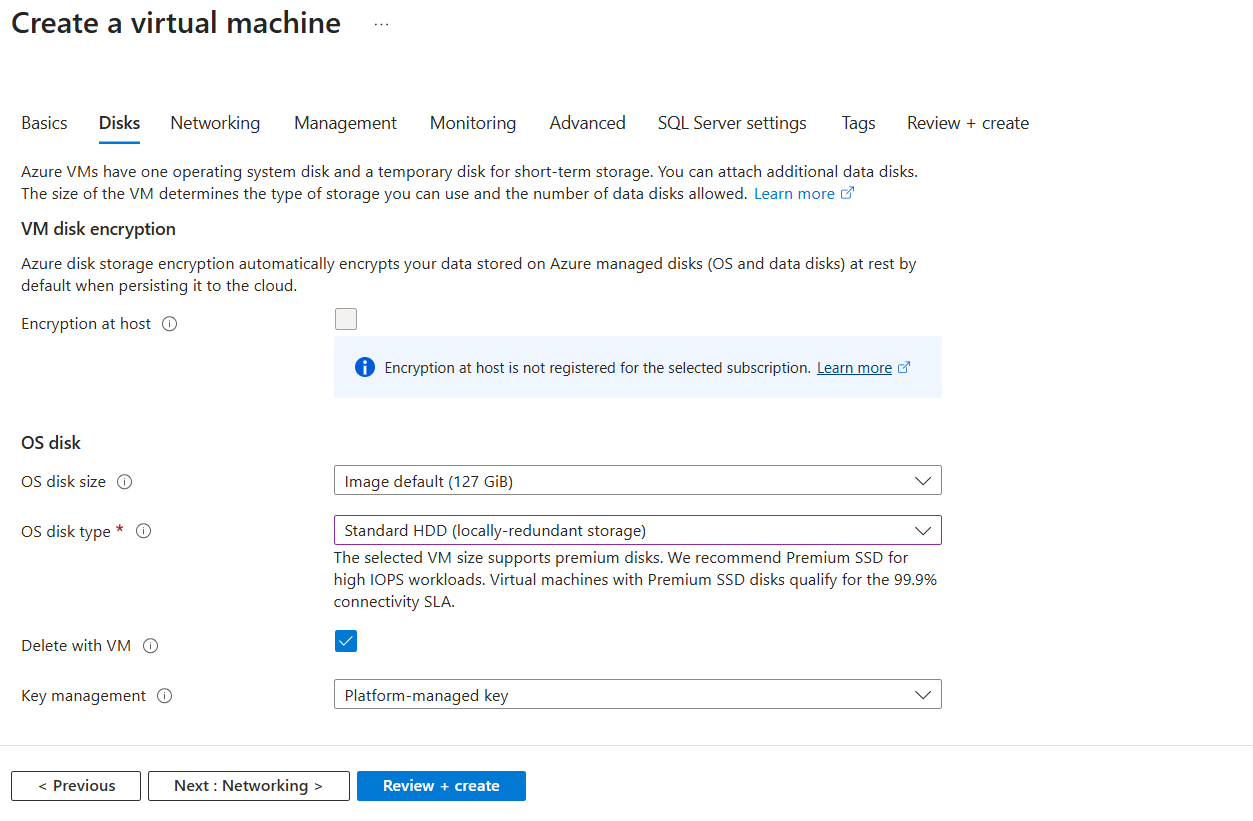 Create a virtual machine ...
Basics Disks Networking Management Monitoring Advanced SQL Server settings Tags Review + create
Azure VMs have one operating system disk and a temporary disk for short-term storage. You can attach additional data disks.
The size of the VM determines the type of storage you can use and the number of data disks allowed. Learn more
VM disk encryption
Azure disk storage encryption automatically encrypts your data stored on Azure managed disks (OS and data disks) at rest by
default when persisting it to the cloud.
Encryption at host
Encryption at host is not registered for the selected subscription. Learn more
OS disk
OS disk size Image default (127 GiB)
OS disk type * Standard HDD (locally-redundant storage)
The selected VM size supports premium disks. We recommend Premium SSD for
high IOPS workloads. Virtual machines with Premium SSD disks qualify for the 99.9%
connectivity SLA.
Delete with VM
Key management Platform-managed key
< Previous Next : Networking > Review + create